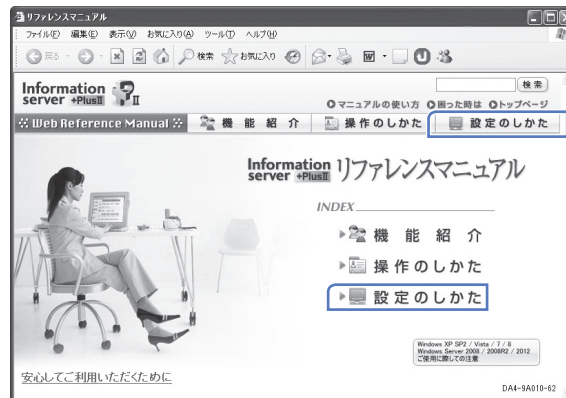 リファレンスマニュアル
ファイル(F) 編集(E) 表示(V) お気に入り(A) ツール(T) ヘルプ(H)
戻る 検索 お気に入り
Information
server +PlusII II
検索
マニュアルの使い方 困った時は トップページ
Web Reference Manual 機能紹介 操作のしかた 設定のしかた
Information
server +PlusII リファレンスマニュアル
INDEX
機能紹介
操作のしかた
設定のしかた
Windows XP SP2 / Vista / 7 / 8
Windows Server 2008 / 2008R2 / 2012
ご使用に際しての注意
安心してご利用いただくために
DA4-9A010-62